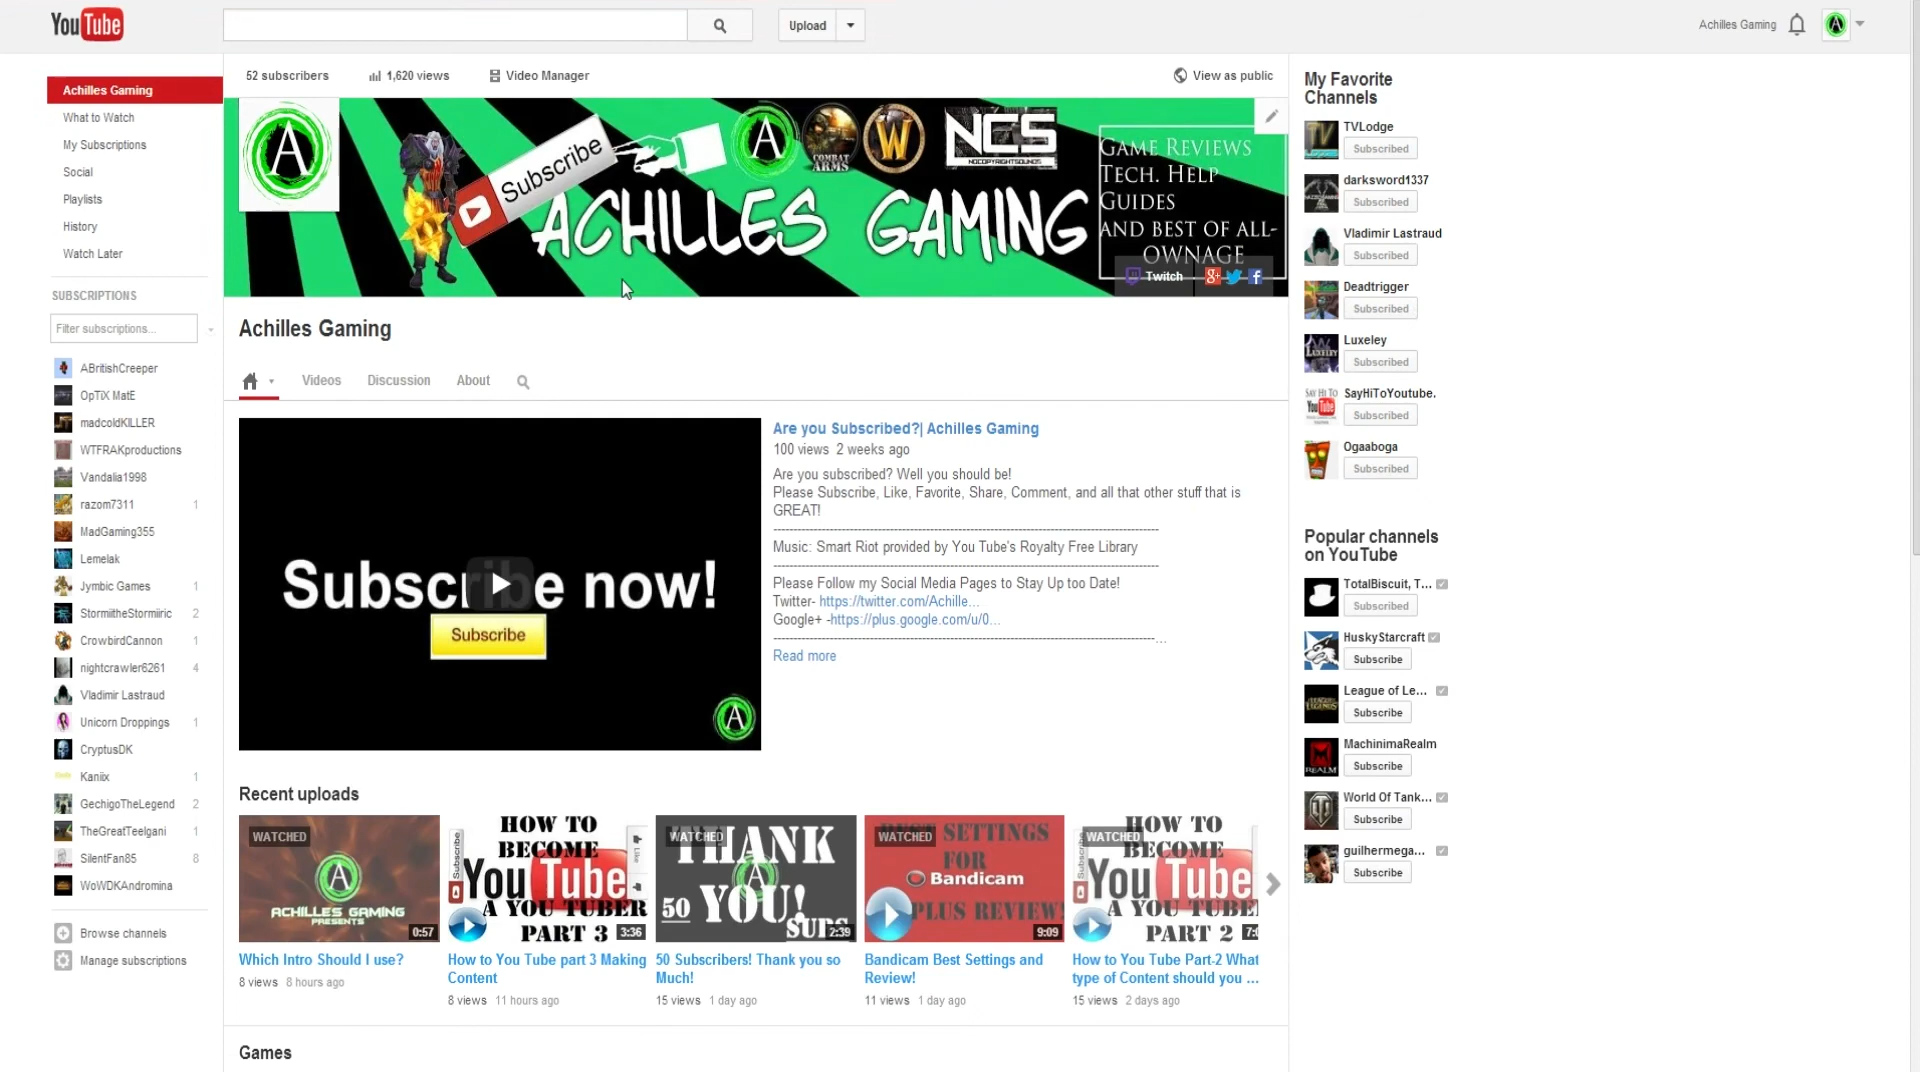 YouTube
Upload
Achilles Gaming
Achilles Gaming
What to Watch
My Subscriptions
Social
Playlists
History
Watch Later
SUBSCRIPTIONS
Filter subscriptions...
ABritishCreeper
OpTiX MatE
madcoldKILLER
WTFRAKproductions
Vandalia1998
razom7311 1
MadGaming355
Lemelak
Jymbic Games 1
StormiitheStormiiric 2
CrowbirdCannon 1
nightcrawler6261 4
Vladimir Lastraud
Unicorn Droppings 1
CryptusDK
Kaniix 1
GechigoTheLegend 2
TheGreatTeelgani 1
SilentFan85 8
WoWDKAndromina
Browse channels
Manage subscriptions
52 subscribers 1,620 views Video Manager View as public
A
Subscribe
A
COMBAT
ARMS
W
NCS
NOCOPYRIGHTSOUNDS
ACHILLES GAMING
GAME REVIEWS
TECH. HELP
GUIDES
AND BEST OF ALL-
OWNAGE
Twitch
Achilles Gaming
Videos Discussion About
Subscribe now!
Subscribe
A
Are you Subscribed?| Achilles Gaming
100 views 2 weeks ago
Are you subscribed? Well you should be!
Please Subscribe, Like, Favorite, Share, Comment, and all that other stuff that is
GREAT!
Music: Smart Riot provided by You Tube's Royalty Free Library
Please Follow my Social Media Pages to Stay Up too Date!
Twitter- https://twitter.com/Achille...
Google+ -https://plus.google.com/u/0...
...
Read more
Recent uploads
WATCHED
A
ACHILLES GAMING
PRESENTS
0:57
Which Intro Should I use?
8 views 8 hours ago
HOW TO
BECOME
Subscribe
Like
YouTube
A YOU TUBER
PART 3
3:36
How to You Tube part 3 Making
Content
8 views 11 hours ago
WATCHED
THANK
YOU!
50
SUBS
2:39
50 Subscribers! Thank you so
Much!
15 views 1 day ago
WATCHED
BEST SETTINGS
FOR
Bandicam
PLUS REVIEW!
9:09
Bandicam Best Settings and
Review!
11 views 1 day ago
WATCHED
HOW TO
BECOME
Subscribe
YouTube
A YOU TUBER
PART 2
How to You Tube Part-2 What
type of Content should you ...
15 views 2 days ago
Games
My Favorite
Channels
TVLodge
Subscribed
darksword1337
Subscribed
Vladimir Lastraud
Subscribed
Deadtrigger
Subscribed
Luxeley
Subscribed
SayHiToYoutube.
Subscribed
Ogaaboga
Subscribed
Popular channels
on YouTube
TotalBiscuit, T...
Subscribed
HuskyStarcraft
Subscribe
League of Le...
Subscribe
MachinimaRealm
Subscribe
World Of Tank...
Subscribe
guilhermega...
Subscribe